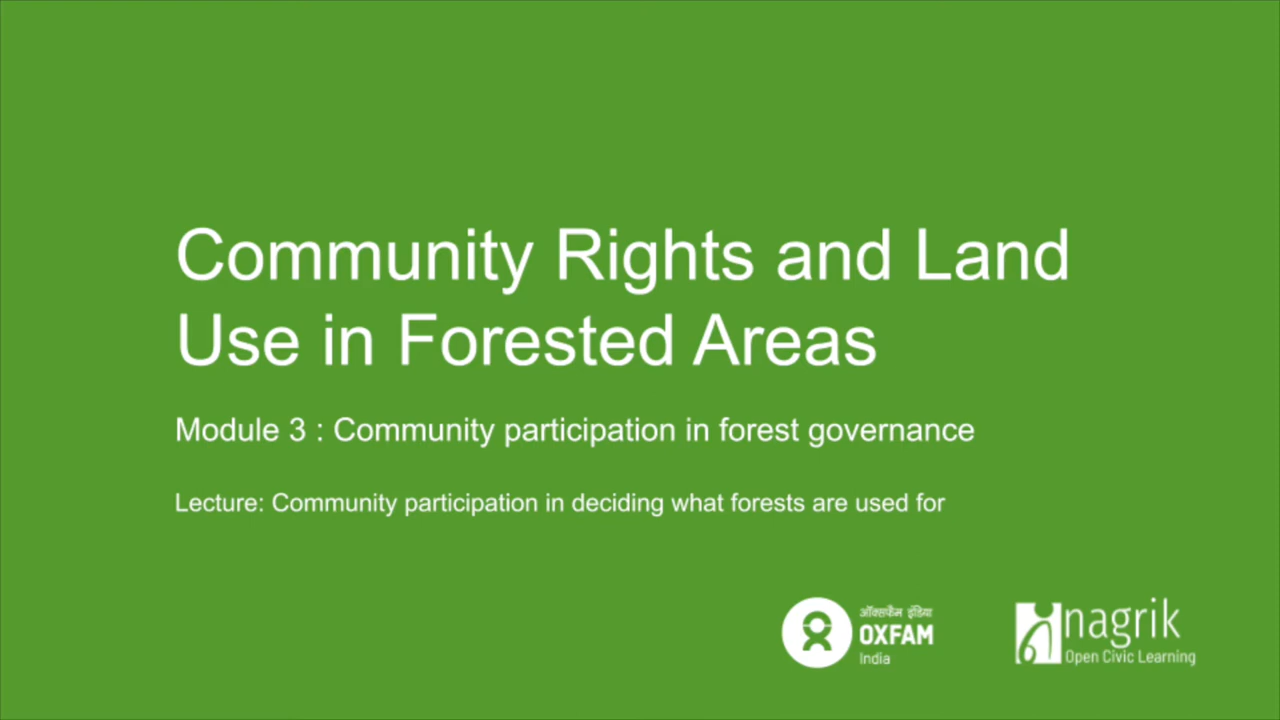 Community Rights and Land
Use in Forested Areas
Module 3 : Community participation in forest governance
Lecture: Community participation in deciding what forests are used for
ऑक्सफैम इंडिया
OXFAM
India
nagrik
Open Civic Learning